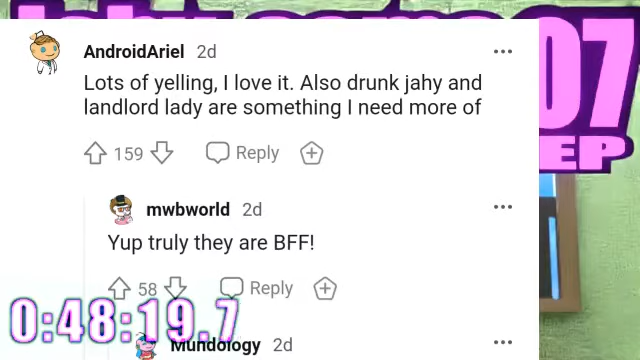 07
EP
AndroidAriel 2d
Lots of yelling, I love it. Also drunk jahy and
landlord lady are something I need more of
159 Reply
mwbworld 2d
Yup truly they are BFF!
58 Reply
0:48:19.7
Mundology 2d